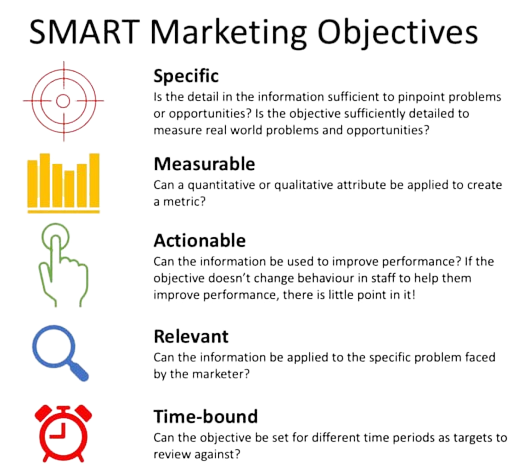 SMART Marketing Objectives
Specific
Is the detail in the information sufficient to pinpoint problems
or opportunities? Is the objective sufficiently detailed to
measure real world problems and opportunities?
Measurable
Can a quantitative or qualitative attribute be applied to create
a metric?
Actionable
Can the information be used to improve performance? If the
objective doesn't change behaviour in staff to help them
improve performance, there is little point in it!
Relevant
Can the information be applied to the specific problem faced
by the marketer?
Time-bound
Can the objective be set for different time periods as targets to
review against?